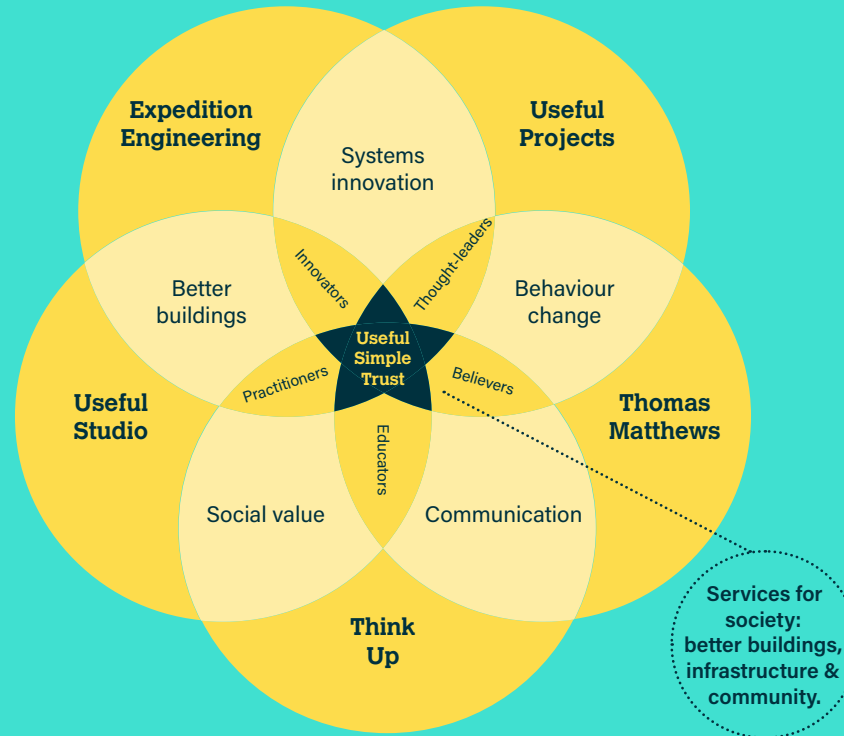 Expedition
Engineering
Useful
Projects
Systems
innovation
Innovators
Thought-leaders
Better
buildings
Behaviour
change
Useful
Simple
Trust
Practitioners
Believers
Useful
Studio
Thomas
Matthews
Educators
Social value
Communication
Think
Up
Services for
society:
better buildings,
infrastructure &
community.